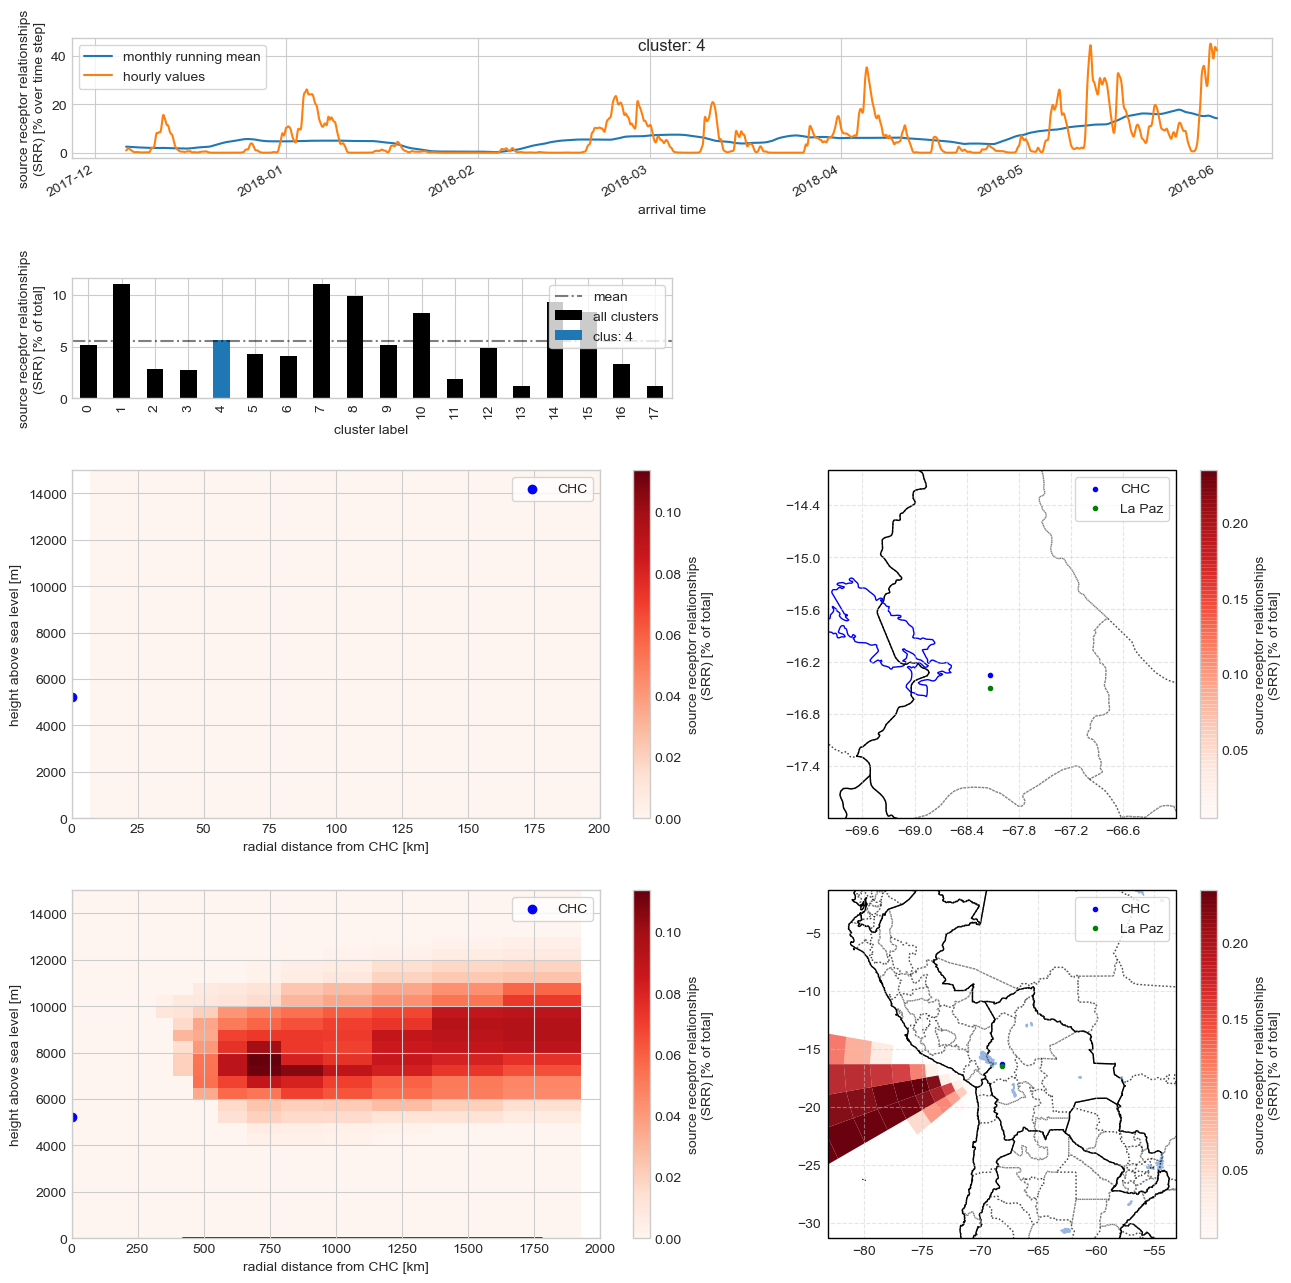 cluster: 4
source receptor relationships
(SRR) [% over time step]
40
20
0
monthly running mean
hourly values
2017-12
2018-01
2018-02
2018-03
2018-04
2018-05
2018-06
arrival time
source receptor relationships
(SRR) [% of total]
10
5
0
mean
all clusters
clus: 4
0 1 2 3 4 5 6 7 8 9 10 11 12 13 14 15 16 17
cluster label
height above sea level [m]
14000
12000
10000
8000
6000
4000
2000
0
CHC
0 25 50 75 100 125 150 175 200
radial distance from CHC [km]
0.10
0.08
0.06
0.04
0.02
0.00
source receptor relationships
(SRR) [% of total]
−14.4
−15.0
−15.6
−16.2
−16.8
−17.4
CHC
La Paz
−69.6 −69.0 −68.4 −67.8 −67.2 −66.6
0.20
0.15
0.10
0.05
source receptor relationships
(SRR) [% of total]
height above sea level [m]
14000
12000
10000
8000
6000
4000
2000
0
CHC
0 250 500 750 1000 1250 1500 1750 2000
radial distance from CHC [km]
0.10
0.08
0.06
0.04
0.02
0.00
source receptor relationships
(SRR) [% of total]
−5
−10
−15
−20
−25
−30
CHC
La Paz
−80 −75 −70 −65 −60 −55
0.20
0.15
0.10
0.05
source receptor relationships
(SRR) [% of total]